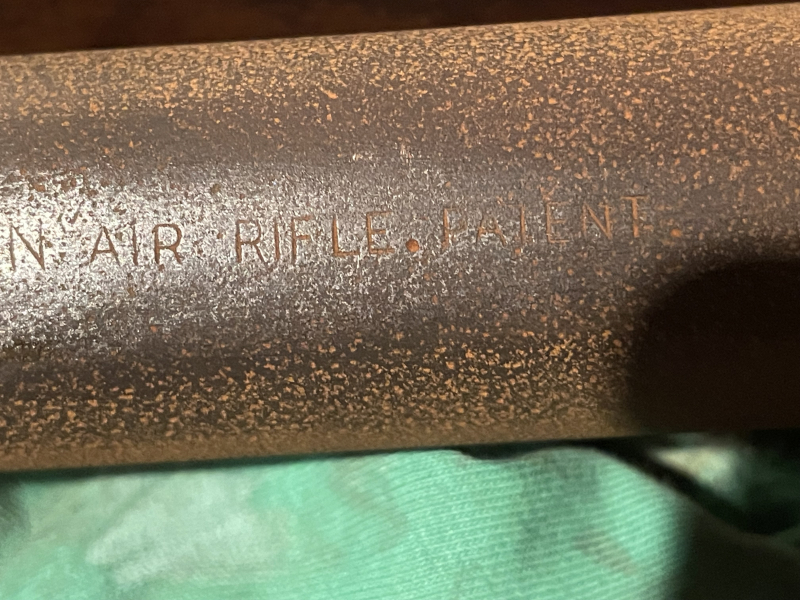 N AIR RIFLE. PATENT